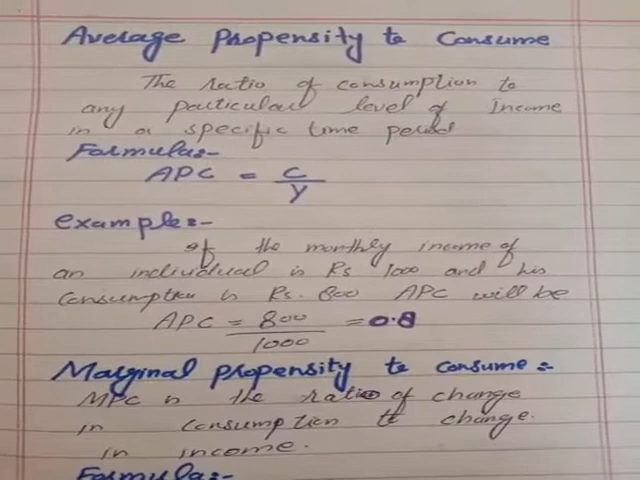 Average Propensity to Consume
The ratio of consumption to
any particular level of Income
in a specific time period
Formula:-
APC = C
Y
example:-
If the monthly income of
an individual is Rs 1000 and his
Consumption is Rs. 800 APC will be
APC = 800 = 0.8
1000
Marginal propensity to consume:-
MPC is the ratio of change
in consumption to change.
in income.
Formula:-